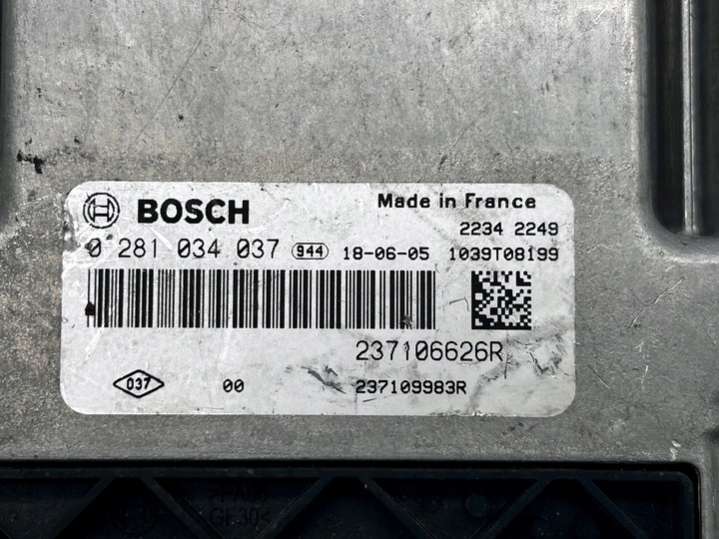 BOSCH Made in France
2234 2249
0 281 034 037 944 18-06-05 1039T08199
237106626R
037 00 237109983R
GF30<